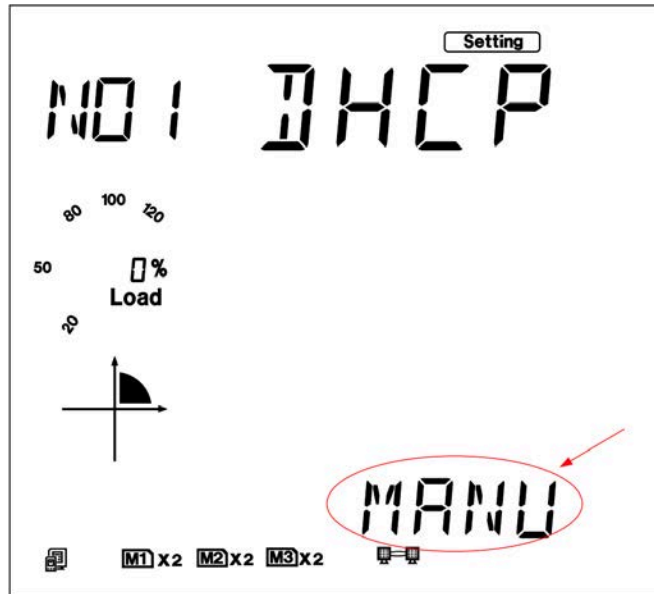 Setting
N01 DHCP
80 100 120
50 0%
Load
20
MANU
M1 X2 M2 X2 M3 X2